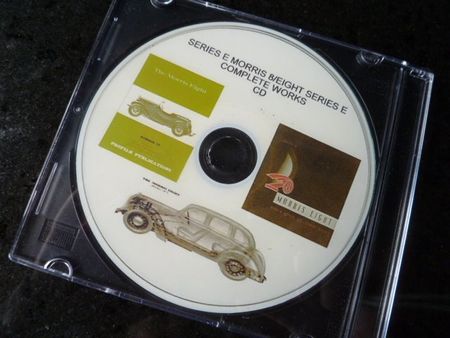 SERIES E MORRIS 8/EIGHT SERIES E
COMPLETE WORKS
CD
The Morris Eight
PROFILE PUBLICATIONS
MORRIS EIGHT